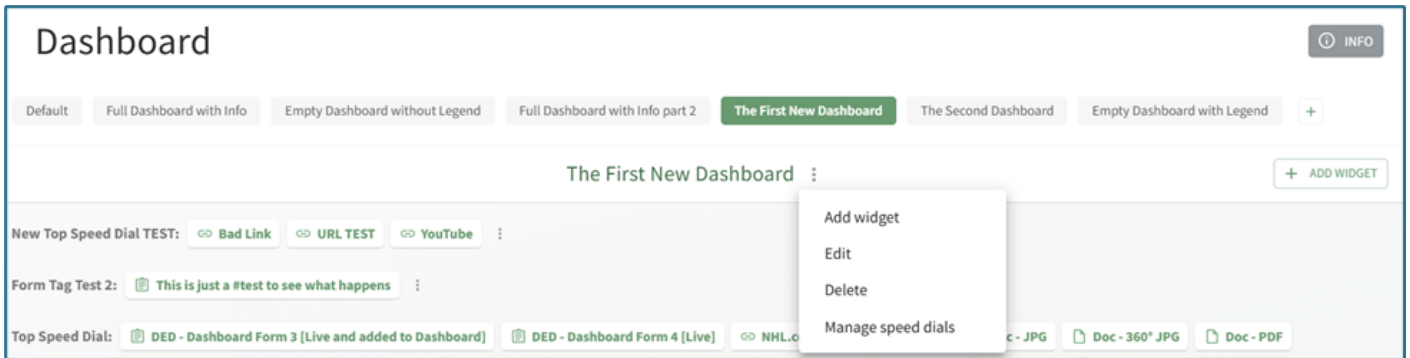 Dashboard
INFO
Default Full Dashboard with Info Empty Dashboard without Legend Full Dashboard with Info part 2 The First New Dashboard The Second Dashboard Empty Dashboard with Legend +
The First New Dashboard + ADD WIDGET
Add widget
Edit
Delete
Manage speed dials
New Top Speed Dial TEST: Bad Link URL TEST YouTube
Form Tag Test 2: This is just a #test to see what happens
Top Speed Dial: DED - Dashboard Form 3 [Live and added to Dashboard] DED - Dashboard Form 4 [Live] NHL.c c - JPG Doc - 360° JPG Doc - PDF